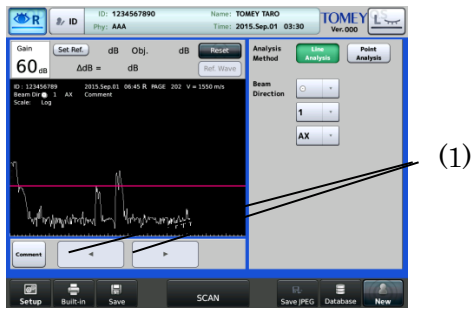 R ID ID: 1234567890 Name: TOMEY TARO TOMEY L
Phy: AAA Time: 2015.Sep.01 03:30 Ver.000
Gain Set Ref. dB Obj. dB Reset
60 dB ΔdB = dB Ref. Wave
Analysis Method Line Analysis Point Analysis
ID : 123456789 2015.Sep.01 06:45 R PAGE 202 V = 1550 m/s
Beam Dir 1 AX Comment
Scale: Log
Beam Direction
1
AX
(1)
Comment ◄ ►
Setup Built-in Save SCAN Save JPEG Database New